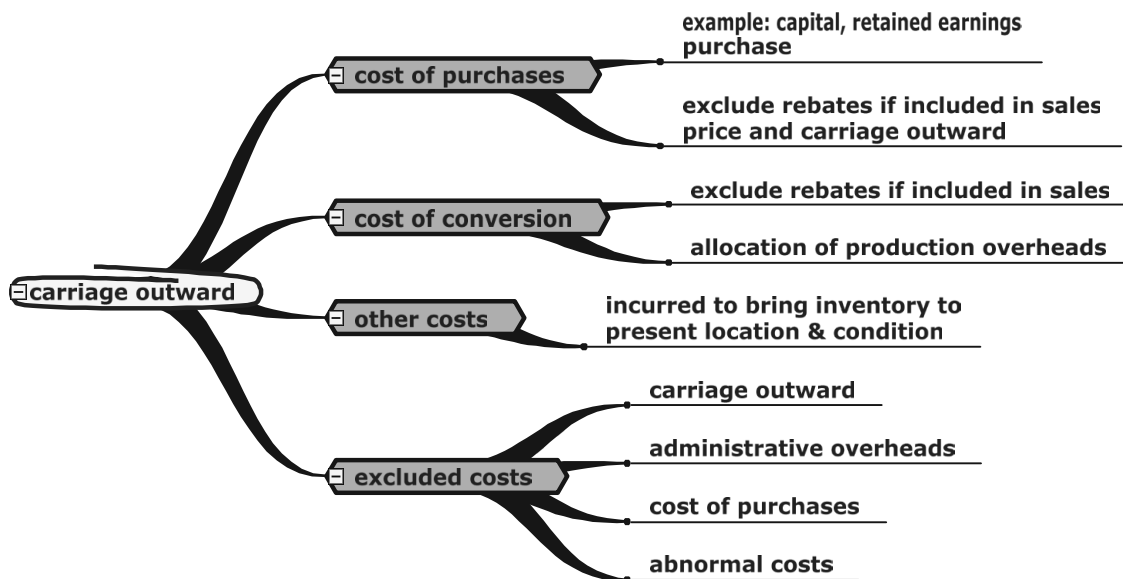 example: capital, retained earnings
purchase
cost of purchases
exclude rebates if included in sales
price and carriage outward
exclude rebates if included in sales
cost of conversion
allocation of production overheads
carriage outward
incurred to bring inventory to
present location & condition
other costs
carriage outward
administrative overheads
excluded costs
cost of purchases
abnormal costs